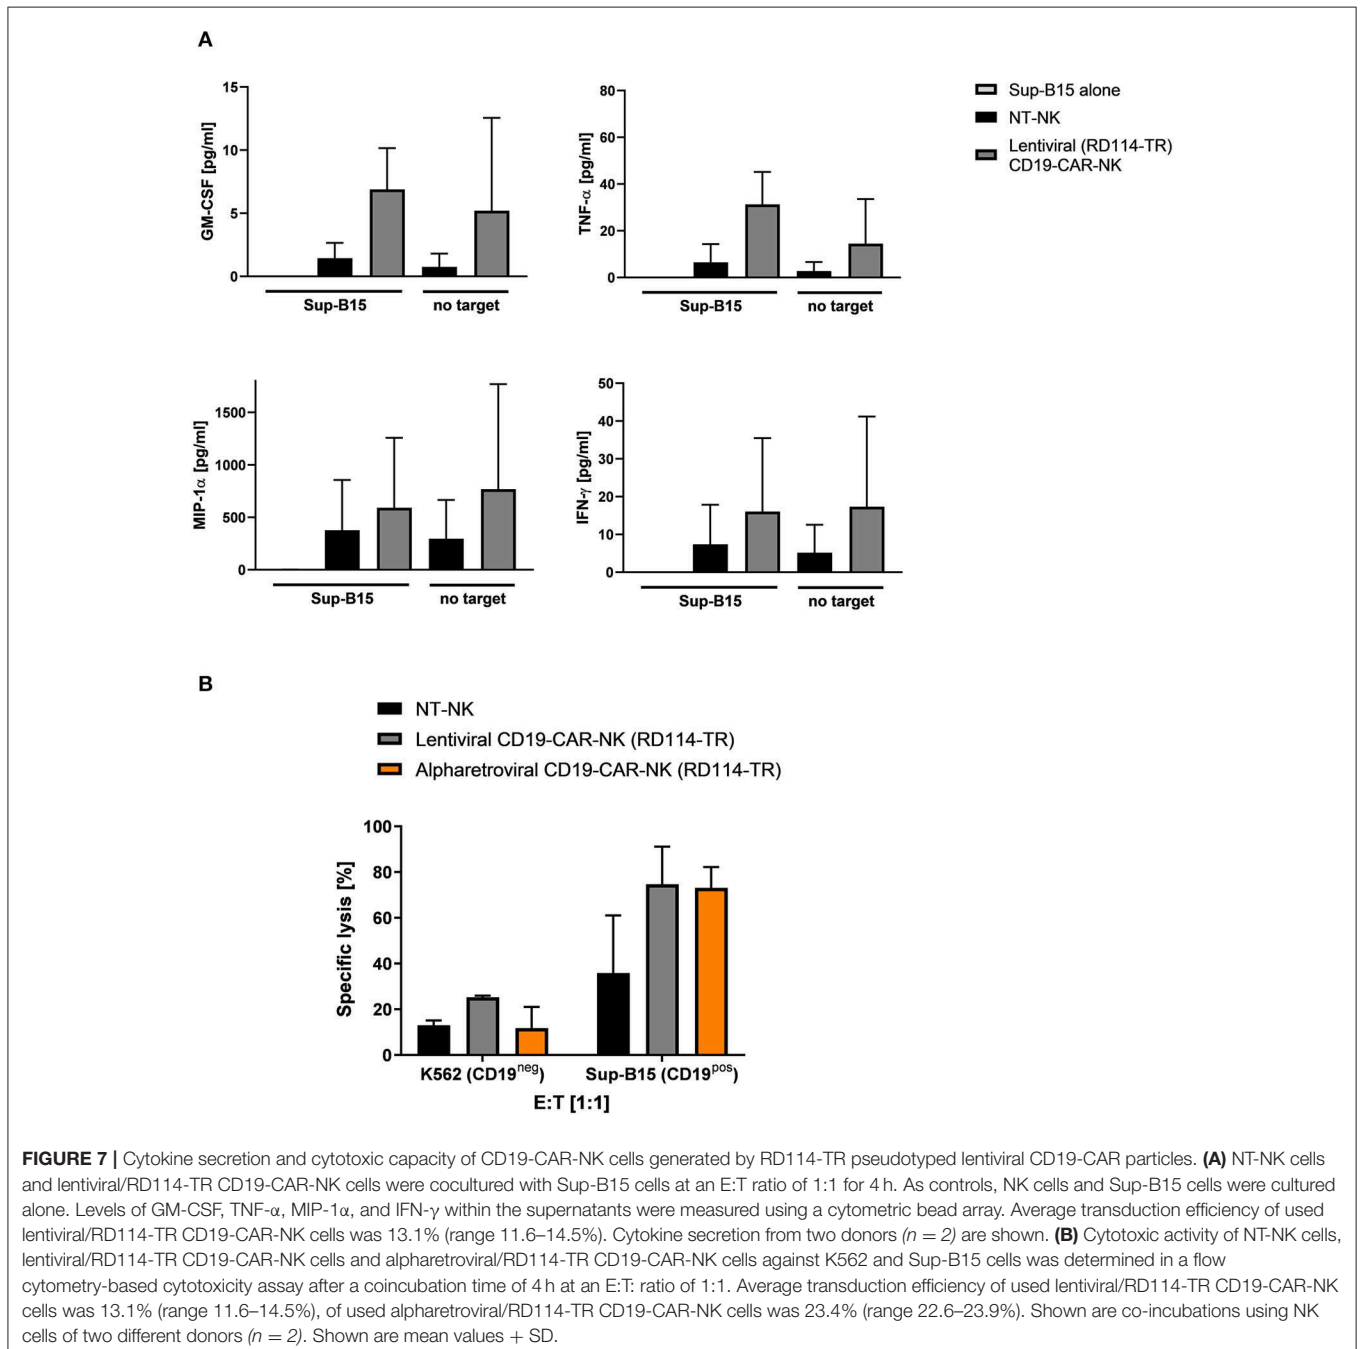 A
15
10
5
0
GM-CSF [pg/ml]
Sup-B15
no target
80
60
40
20
0
TNF-α [pg/ml]
Sup-B15
no target
Sup-B15 alone
NT-NK
Lentiviral (RD114-TR)
CD19-CAR-NK
1500
1000
500
0
MIP-1α [pg/ml]
Sup-B15
no target
50
40
30
20
10
0
IFN-γ [pg/ml]
Sup-B15
no target
B
NT-NK
Lentiviral CD19-CAR-NK (RD114-TR)
Alpharetroviral CD19-CAR-NK (RD114-TR)
100
80
60
40
20
0
Specific lysis [%]
K562 (CD19neg)
Sup-B15 (CD19pos)
E:T [1:1]
FIGURE 7 | Cytokine secretion and cytotoxic capacity of CD19-CAR-NK cells generated by RD114-TR pseudotyped lentiviral CD19-CAR particles. (A) NT-NK cells
and lentiviral/RD114-TR CD19-CAR-NK cells were cocultured with Sup-B15 cells at an E:T ratio of 1:1 for 4 h. As controls, NK cells and Sup-B15 cells were cultured
alone. Levels of GM-CSF, TNF-α, MIP-1α, and IFN-γ within the supernatants were measured using a cytometric bead array. Average transduction efficiency of used
lentiviral/RD114-TR CD19-CAR-NK cells was 13.1% (range 11.6–14.5%). Cytokine secretion from two donors (n = 2) are shown. (B) Cytotoxic activity of NT-NK cells,
lentiviral/RD114-TR CD19-CAR-NK cells and alpharetroviral/RD114-TR CD19-CAR-NK cells against K562 and Sup-B15 cells was determined in a flow
cytometry-based cytotoxicity assay after a coincubation time of 4 h at an E:T: ratio of 1:1. Average transduction efficiency of used lentiviral/RD114-TR CD19-CAR-NK
cells was 13.1% (range 11.6–14.5%), of used alpharetroviral/RD114-TR CD19-CAR-NK cells was 23.4% (range 22.6–23.9%). Shown are co-incubations using NK
cells of two different donors (n = 2). Shown are mean values + SD.